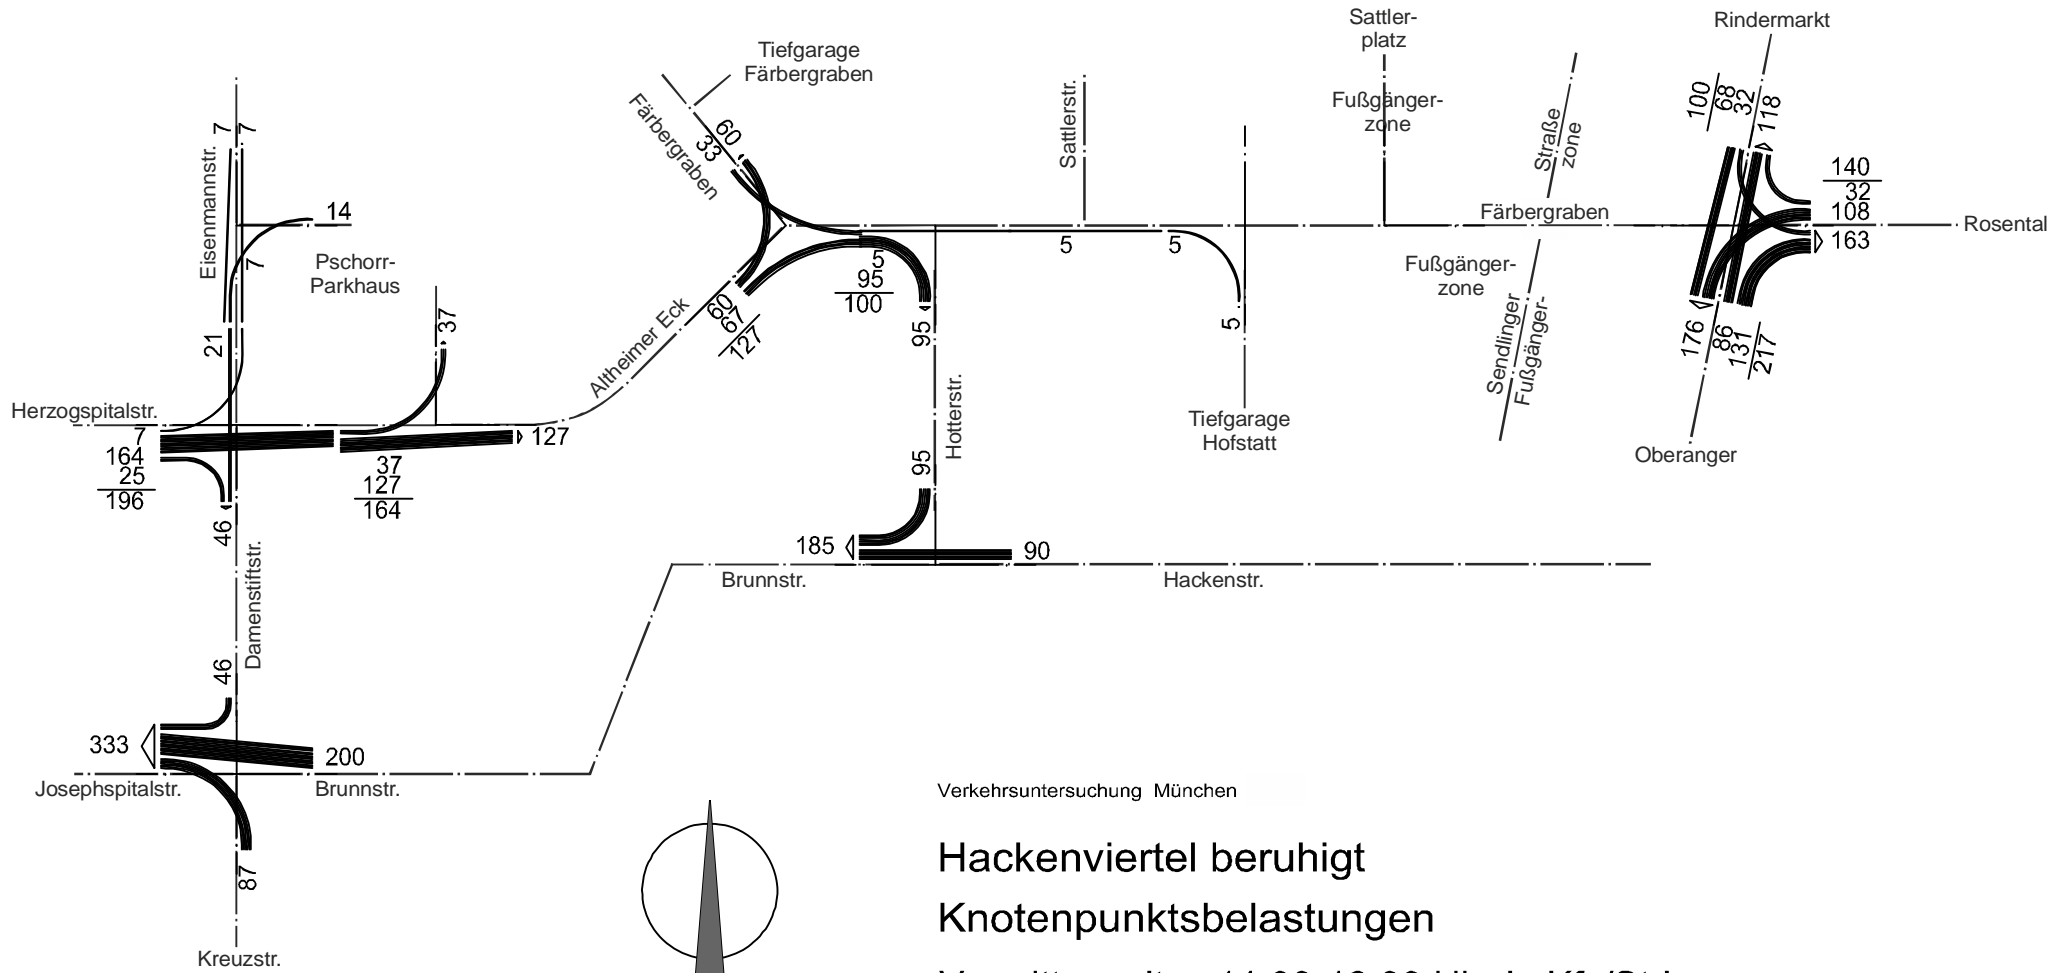 Sattler-
platz
Rindermarkt
Tiefgarage
Färbergraben
Fußgänger-
zone
Sattlerstr.
Straße
zone
100
68
32
118
Färbergraben
60
33
Eisenmannstr.
7
7
14
7
Pschorr-
Parkhaus
140
32
108
163
Rosental
Färbergraben
5
5
5
95
100
Fußgänger-
zone
Sendlinger
Fußgänger-
176
86
131
217
Oberanger
21
37
Altheimer Eck
60
67
127
95
5
Tiefgarage
Hofstatt
Herzogspitalstr.
7
164
25
196
37
127
164
127
Hotterstr.
95
46
Damenstiftstr.
46
185
90
Brunnstr.
Hackenstr.
333
200
Josephspitalstr.
Brunnstr.
87
Kreuzstr.
Verkehrsuntersuchung München
Hackenviertel beruhigt
Knotenpunktsbelastungen